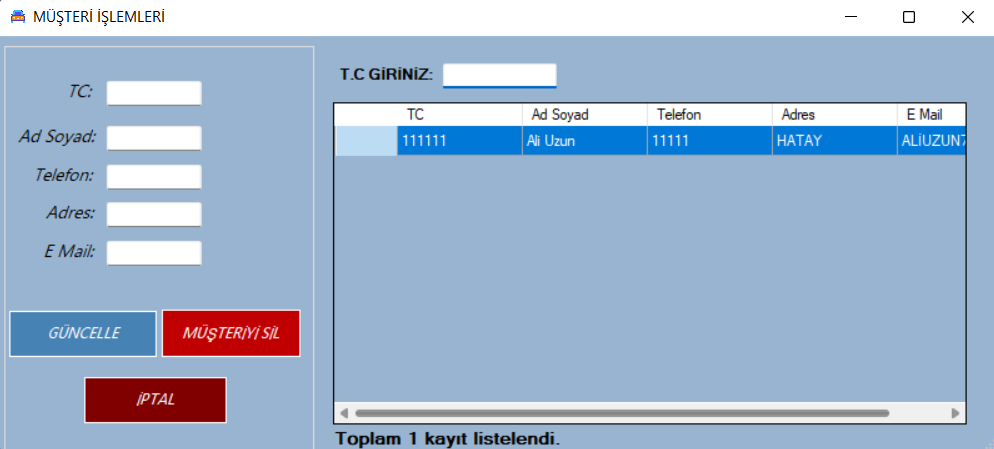 MÜŞTERİ İŞLEMLERİ
TC:
Ad Soyad:
Telefon:
Adres:
E Mail:
GÜNCELLE
MÜŞTERİYİ SİL
İPTAL
T.C GİRİNİZ:
TC Ad Soyad Telefon Adres E Mail
111111 Ali Uzun 11111 HATAY ALİUZUN7
Toplam 1 kayıt listelendi.